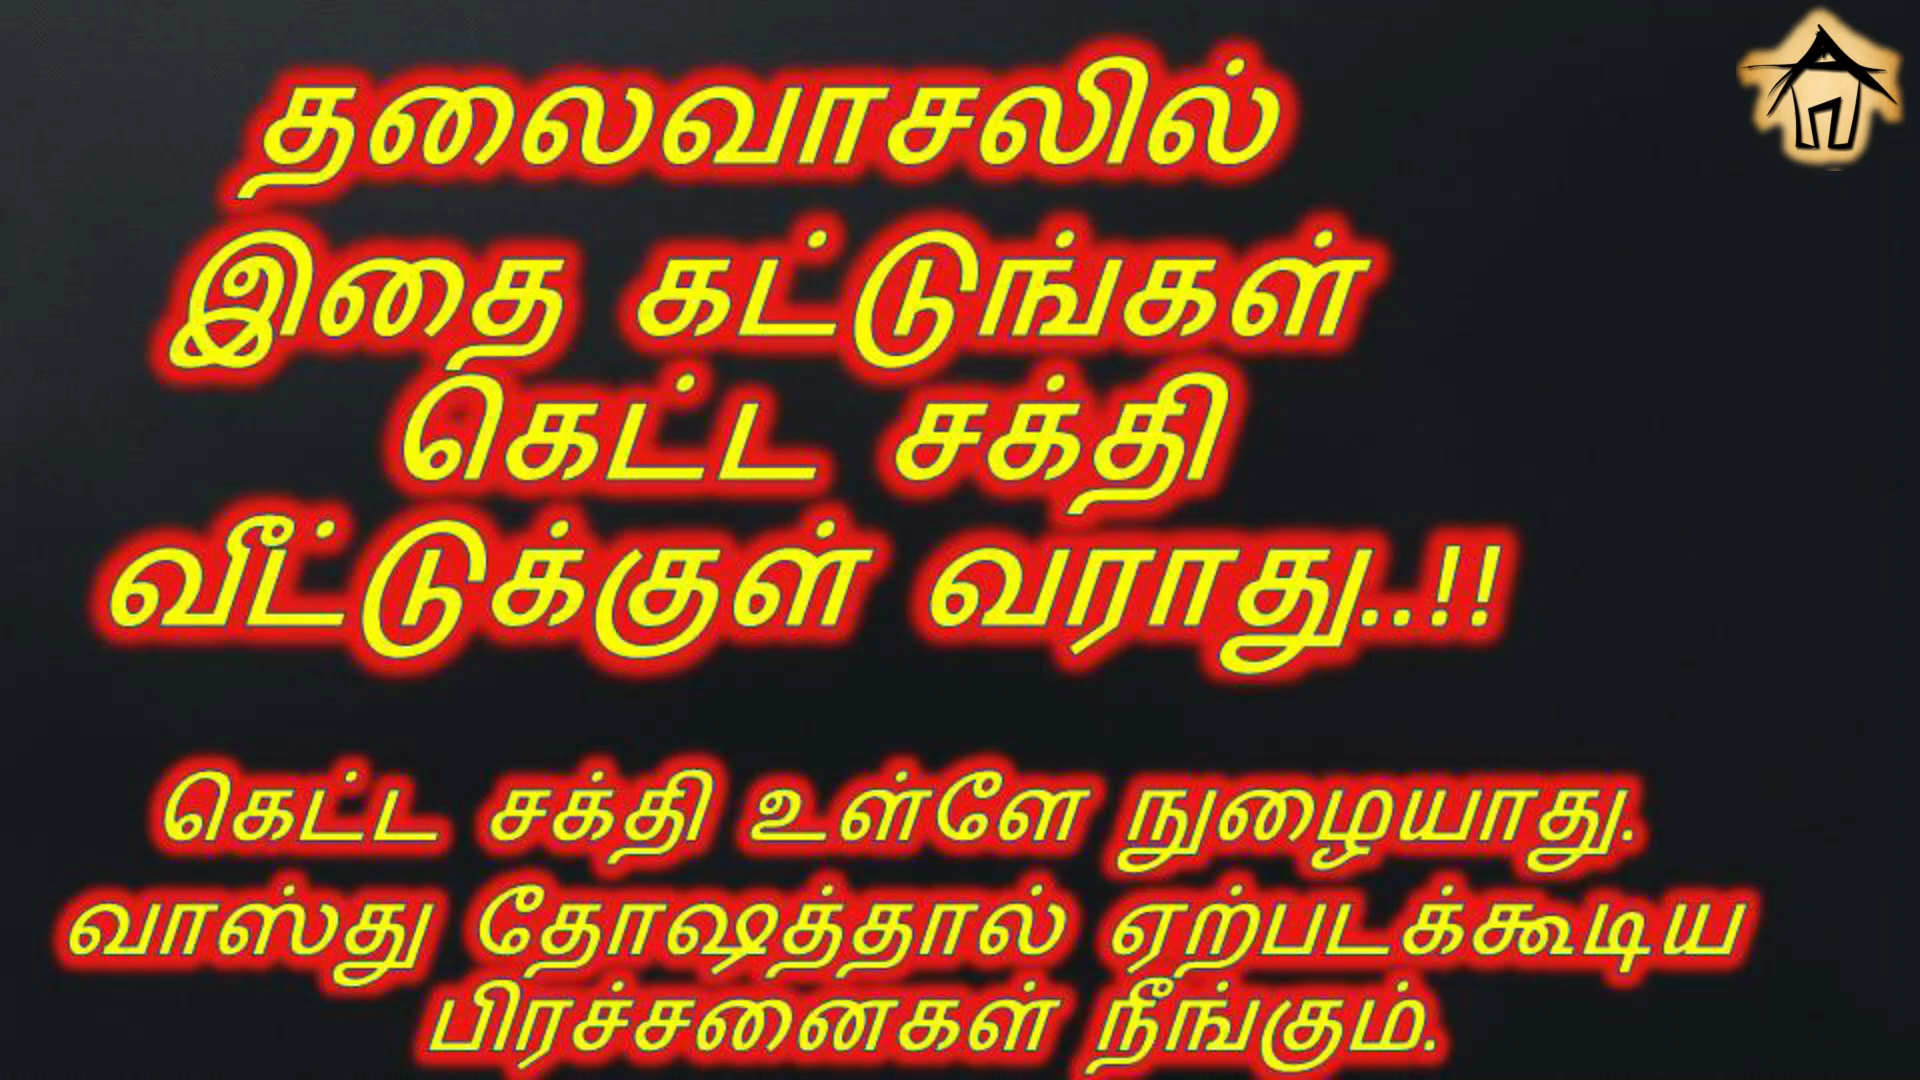 தலைவாசலில்
இதை கட்டுங்கள்
கெட்ட சக்தி
வீட்டுக்குள் வராது..!!
கெட்ட சக்தி உள்ளே நுழையாது.
வாஸ்து தோஷத்தால் ஏற்படக்கூடிய
பிரச்சனைகள் நீங்கும்.